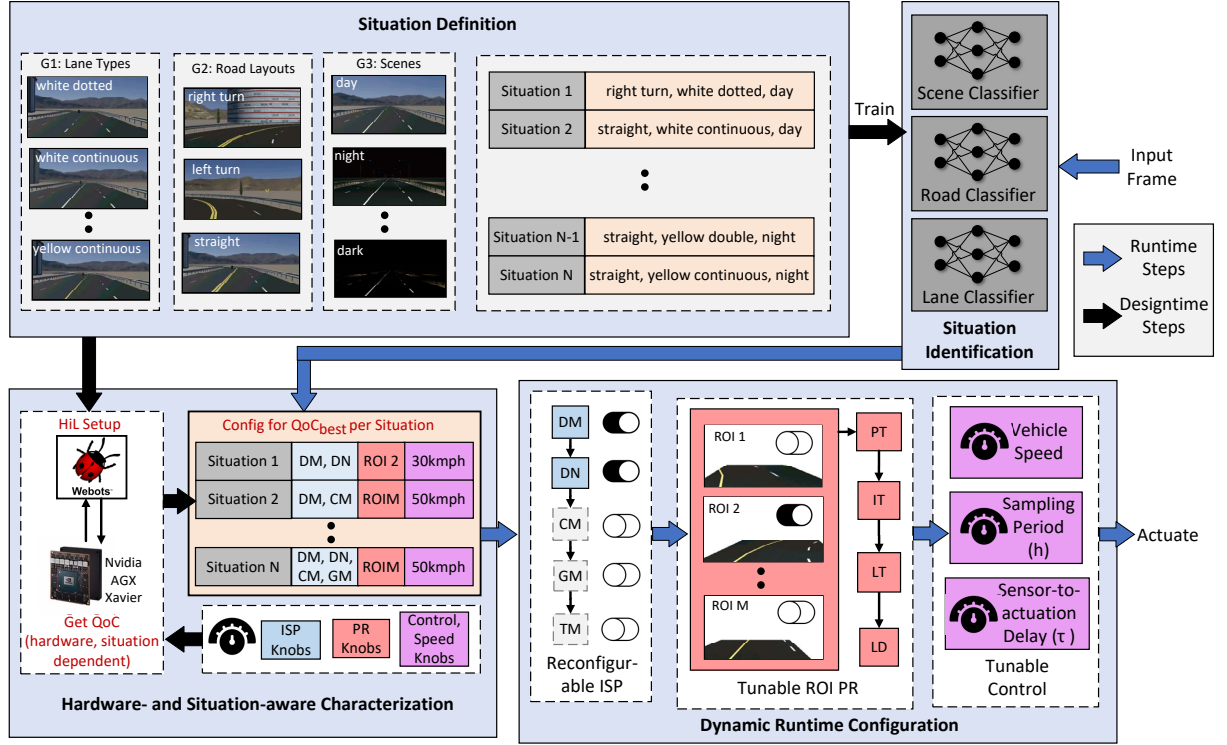 Situation Definition
G1: Lane Types
white dotted
white continuous
yellow continuous
G2: Road Layouts
right turn
left turn
straight
G3: Scenes
day
night
dark
Situation 1
right turn, white dotted, day
Situation 2
straight, white continuous, day
Situation N-1
straight, yellow double, night
Situation N
straight, yellow continuous, night
Train
Scene Classifier
Road Classifier
Lane Classifier
Situation
Identification
Input
Frame
Runtime
Steps
Designtime
Steps
HiL Setup
Webots
Nvidia
AGX
Xavier
Get QoC
(hardware, situation
dependent)
Config for QoCbest per Situation
Situation 1
DM, DN
ROI 2
30kmph
Situation 2
DM, CM
ROIM
50kmph
Situation N
DM, DN,
CM, GM
ROIM
50kmph
ISP
Knobs
PR
Knobs
Control,
Speed
Knobs
Hardware- and Situation-aware Characterization
DM
DN
CM
GM
TM
Reconfigur-
able ISP
ROI 1
ROI 2
ROI M
PT
IT
LT
LD
Tunable ROI PR
Vehicle
Speed
Sampling
Period
(h)
Sensor-to-
actuation
Delay (τ )
Tunable
Control
Dynamic Runtime Configuration
Actuate